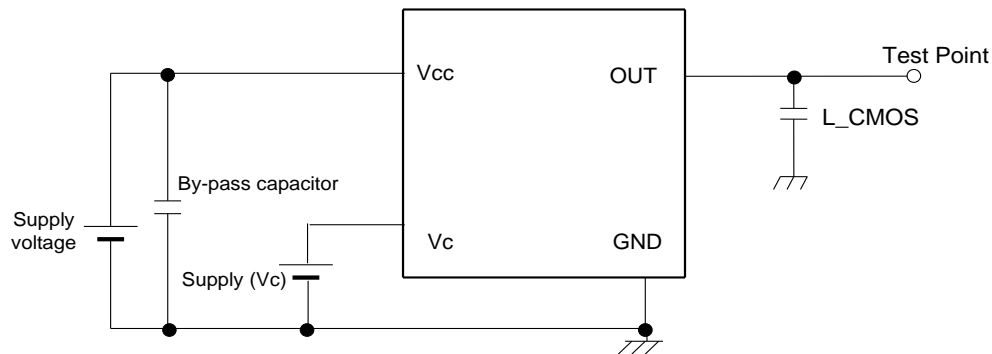 Vcc
OUT
Test Point
L_CMOS
By-pass capacitor
Supply
voltage
Vc
GND
Supply (Vc)